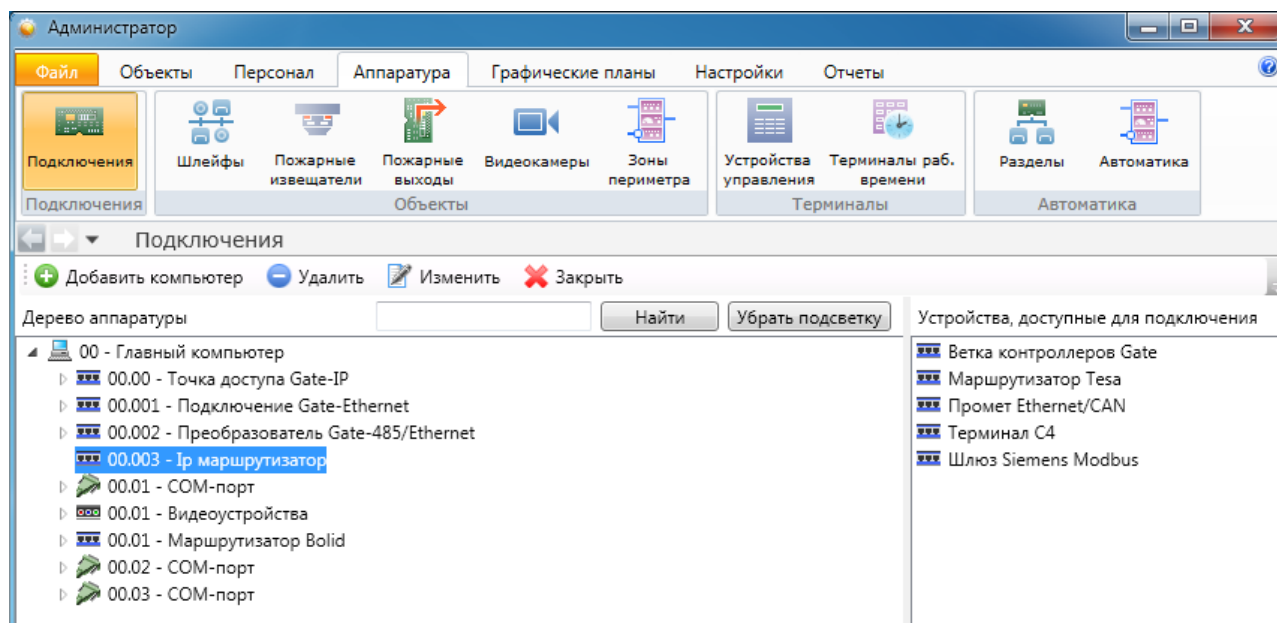 Администратор
Файл Объекты Персонал Аппаратура Графические планы Настройки Отчеты
Подключения Шлейфы Пожарные извещатели Пожарные выходы Видеокамеры Зоны периметра Устройства управления Терминалы раб. времени Разделы Автоматика
Подключения Объекты Терминалы Автоматика
Подключения
Добавить компьютер Удалить Изменить Закрыть
Дерево аппаратуры Найти Убрать подсветку Устройства, доступные для подключения
00 - Главный компьютер
00.00 - Точка доступа Gate-IP
00.001 - Подключение Gate-Ethernet
00.002 - Преобразователь Gate-485/Ethernet
00.003 - Ip маршрутизатор
00.01 - COM-порт
00.01 - Видеоустройства
00.01 - Маршрутизатор Bolid
00.02 - COM-порт
00.03 - COM-порт
Ветка контроллеров Gate
Маршрутизатор Tesa
Промет Ethernet/CAN
Терминал C4
Шлюз Siemens Modbus